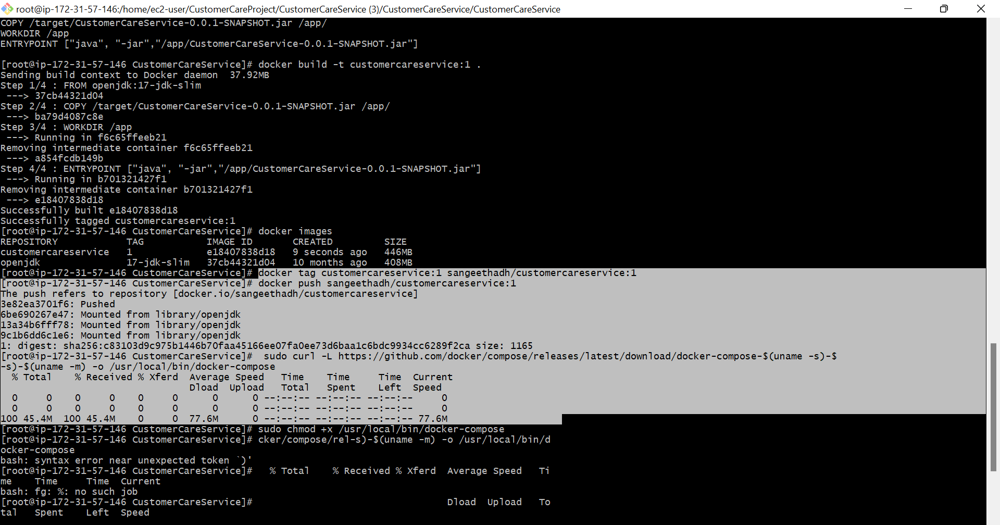 root@ip-172-31-57-146:/home/ec2-user/CustomerCareProject/CustomerCareService (3)/CustomerCareService/CustomerCareService
COPY /target/CustomerCareService-0.0.1-SNAPSHOT.jar /app/
WORKDIR /app
ENTRYPOINT ["java", "-jar","/app/CustomerCareService-0.0.1-SNAPSHOT.jar"]
[root@ip-172-31-57-146 CustomerCareService]# docker build -t customercareservice:1 .
Sending build context to Docker daemon  37.92MB
Step 1/4 : FROM openjdk:17-jdk-slim
 ---> 37cb44321d04
Step 2/4 : COPY /target/CustomerCareService-0.0.1-SNAPSHOT.jar /app/
 ---> ba79d4087c8e
Step 3/4 : WORKDIR /app
 ---> Running in f6c65ffeeb21
Removing intermediate container f6c65ffeeb21
 ---> a854fcdb149b
Step 4/4 : ENTRYPOINT ["java", "-jar","/app/CustomerCareService-0.0.1-SNAPSHOT.jar"]
 ---> Running in b701321427f1
Removing intermediate container b701321427f1
 ---> e18407838d18
Successfully built e18407838d18
Successfully tagged customercareservice:1
[root@ip-172-31-57-146 CustomerCareService]# docker images
REPOSITORY            TAG           IMAGE ID       CREATED         SIZE
customercareservice   1             e18407838d18   9 seconds ago   446MB
openjdk               17-jdk-slim   37cb44321d04   10 months ago   408MB
[root@ip-172-31-57-146 CustomerCareService]# docker tag customercareservice:1 sangeethadh/customercareservice:1
[root@ip-172-31-57-146 CustomerCareService]# docker push sangeethadh/customercareservice:1
The push refers to repository [docker.io/sangeethadh/customercareservice]
3e82ea3701f6: Pushed
6be690267e47: Mounted from library/openjdk
13a34b6fff78: Mounted from library/openjdk
9c1b6dd6c1e6: Mounted from library/openjdk
1: digest: sha256:c83103d9c975b1446b70faa45166ee07fa0ee73d6baa1c6bdc9934cc6289f2ca size: 1165
[root@ip-172-31-57-146 CustomerCareService]#  sudo curl -L https://github.com/docker/compose/releases/latest/download/docker-compose-$(uname -s)-$
-s)-$(uname -m) -o /usr/local/bin/docker-compose
  % Total    % Received % Xferd  Average Speed   Time    Time     Time  Current
                                 Dload  Upload   Total   Spent    Left  Speed
  0     0    0     0    0     0      0      0 --:--:-- --:--:-- --:--:--     0
  0     0    0     0    0     0      0      0 --:--:-- --:--:-- --:--:--     0
100 45.4M  100 45.4M    0     0  77.6M      0 --:--:-- --:--:-- --:--:-- 77.6M
[root@ip-172-31-57-146 CustomerCareService]# sudo chmod +x /usr/local/bin/docker-compose
[root@ip-172-31-57-146 CustomerCareService]# cker/compose/rel-s)-$(uname -m) -o /usr/local/bin/d
ocker-compose
bash: syntax error near unexpected token `)'
[root@ip-172-31-57-146 CustomerCareService]#   % Total    % Received % Xferd  Average Speed   Ti
me    Time     Time  Current
bash: fg: %: no such job
[root@ip-172-31-57-146 CustomerCareService]#                                  Dload  Upload   To
tal   Spent    Left  Speed